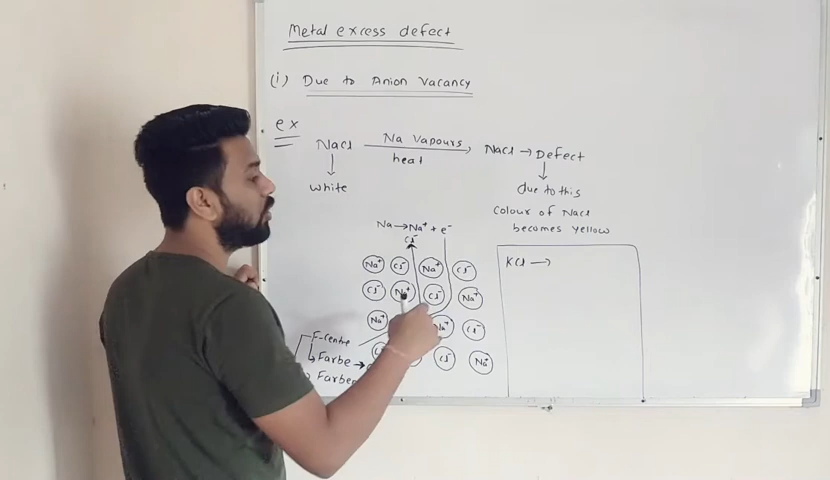 Metal excess defect
(i) Due to Anion Vacancy
ex
NaCl Na Vapours heat NaCl → Defect
white
due to this
colour of NaCl
becomes yellow
Na → Na⁺ + e⁻
Cl⁻
Na⁺ Cl⁻ Na⁺ Cl⁻
Cl⁻ Na⁺ Cl⁻ Na⁺
Na⁺ Na⁺ Cl⁻
Cl⁻ Na⁺
F-centre
Farbe →
Farben
KCl →